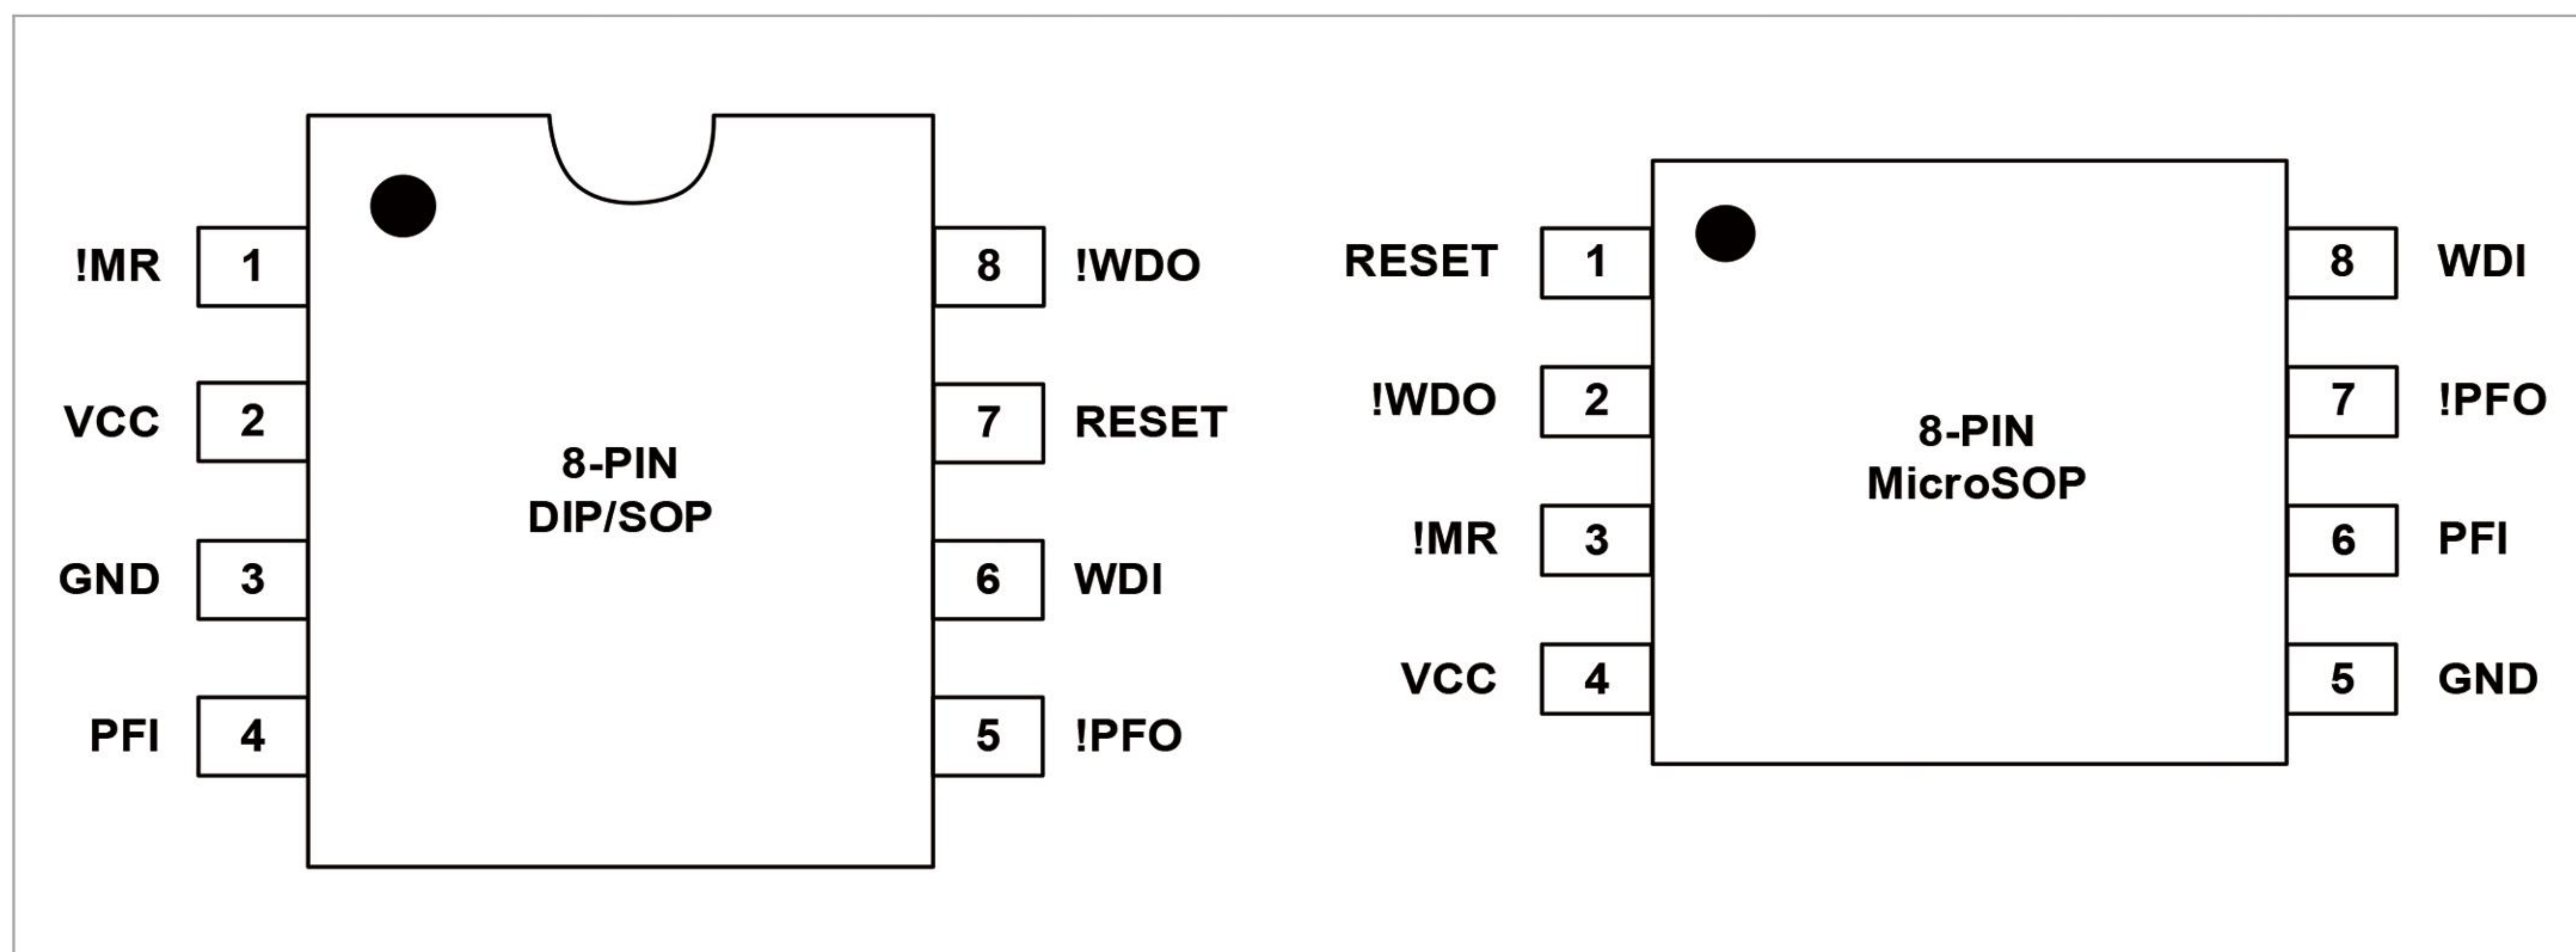 !MR 1
8 !WDO
VCC 2
7 RESET
8-PIN
DIP/SOP
GND 3
6 WDI
PFI 4
5 !PFO
RESET 1
8 WDI
!WDO 2
7 !PFO
8-PIN
MicroSOP
!MR 3
6 PFI
VCC 4
5 GND